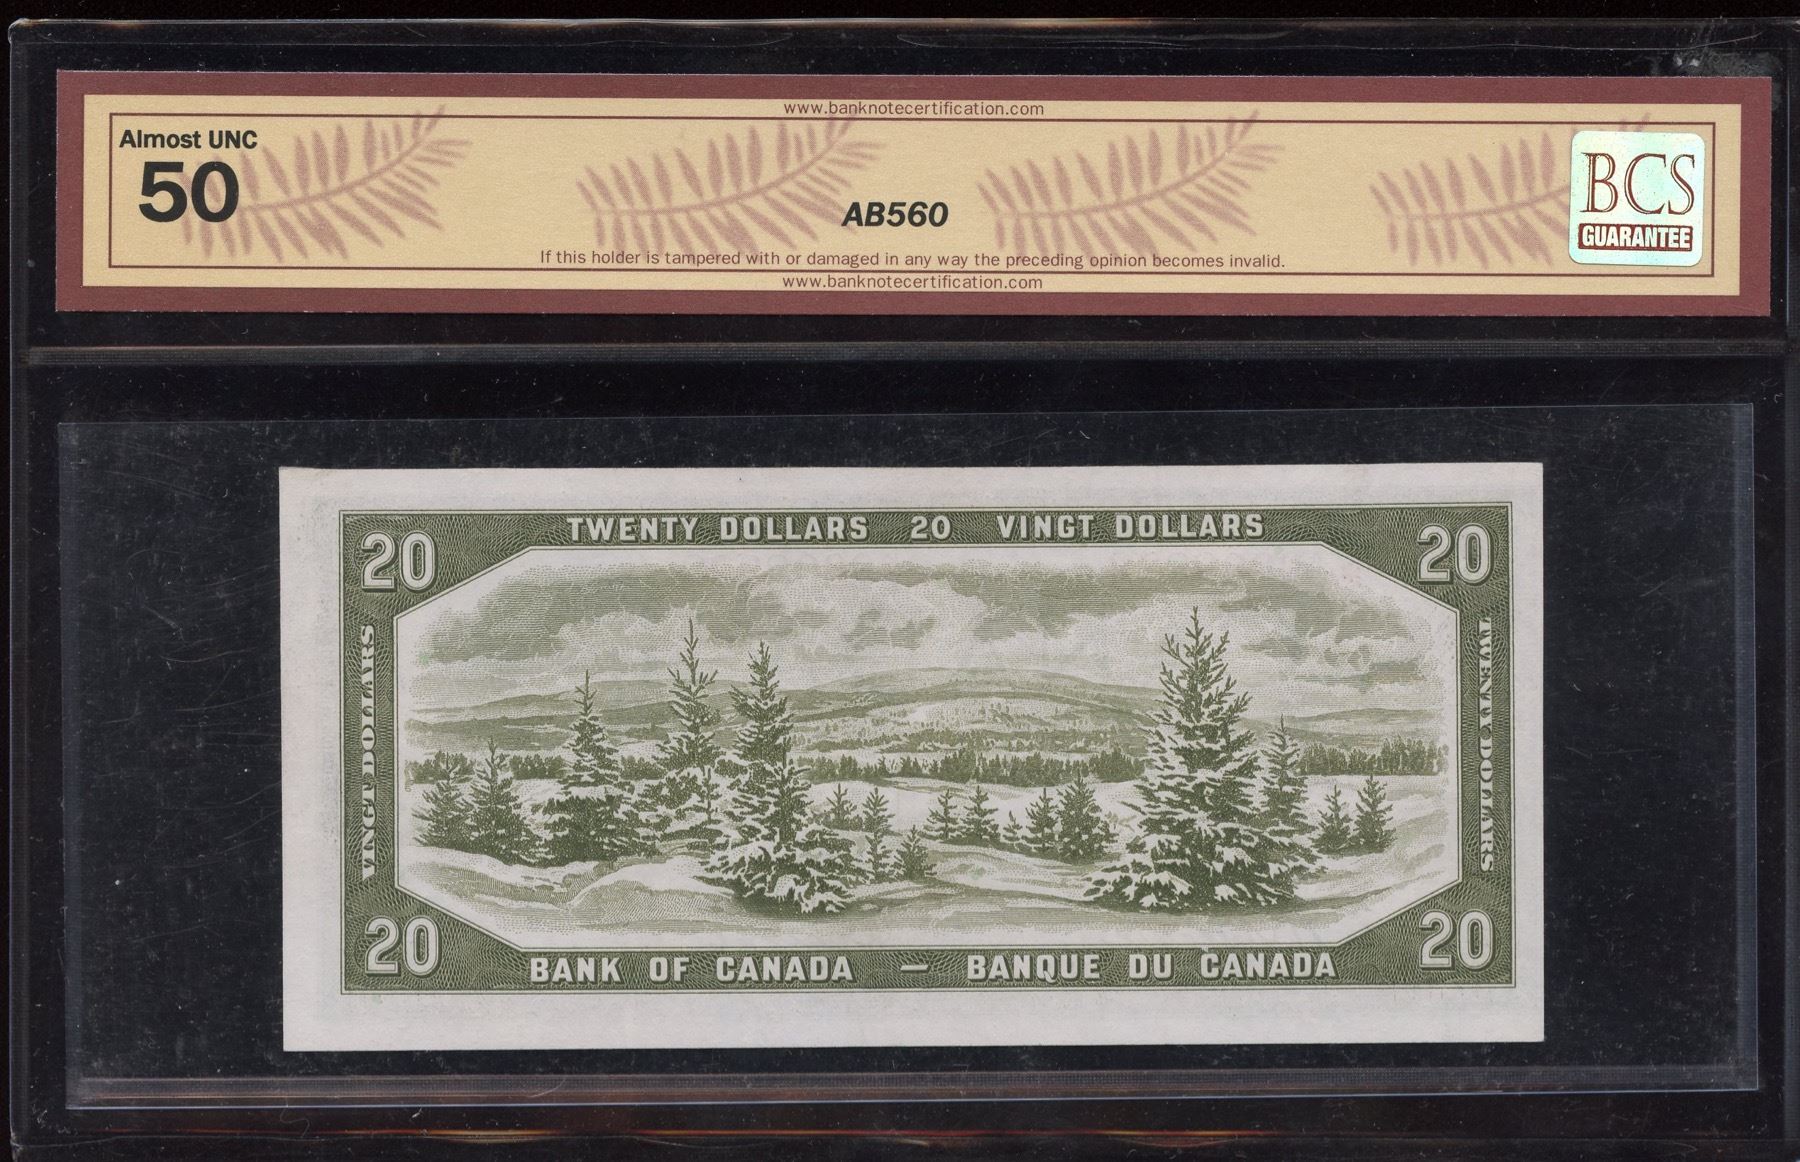 www.banknotecertification.com
Almost UNC
50
AB560
BCS
GUARANTEE
If this holder is tampered with or damaged in any way the preceding opinion becomes invalid.
www.banknotecertification.com
TWENTY DOLLARS 20 VINGT DOLLARS
20
20
VINGT DOLLARS
TWENTY DOLLARS
20
20
BANK OF CANADA — BANQUE DU CANADA